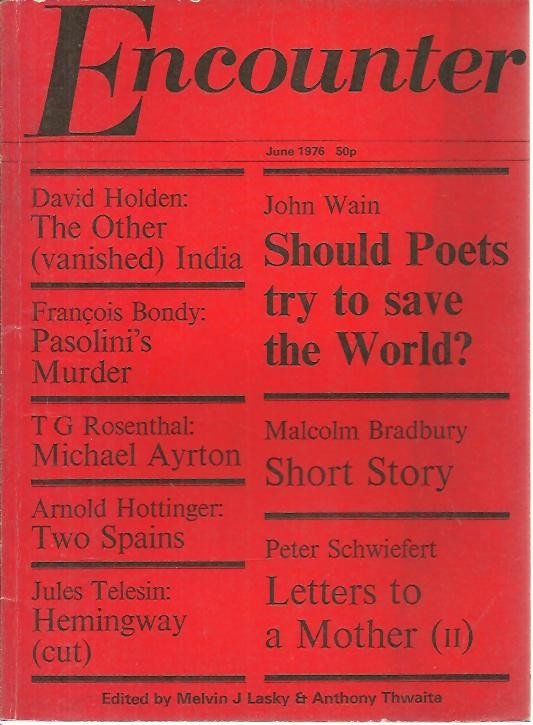 Encounter
June 1976 50p
David Holden:
The Other
(vanished) India
François Bondy:
Pasolini's
Murder
T G Rosenthal:
Michael Ayrton
Arnold Hottinger:
Two Spains
Jules Telesin:
Hemingway
(cut)
John Wain
Should Poets
try to save
the World?
Malcolm Bradbury
Short Story
Peter Schwiefert
Letters to
a Mother (II)
Edited by Melvin J Lasky & Anthony Thwaite